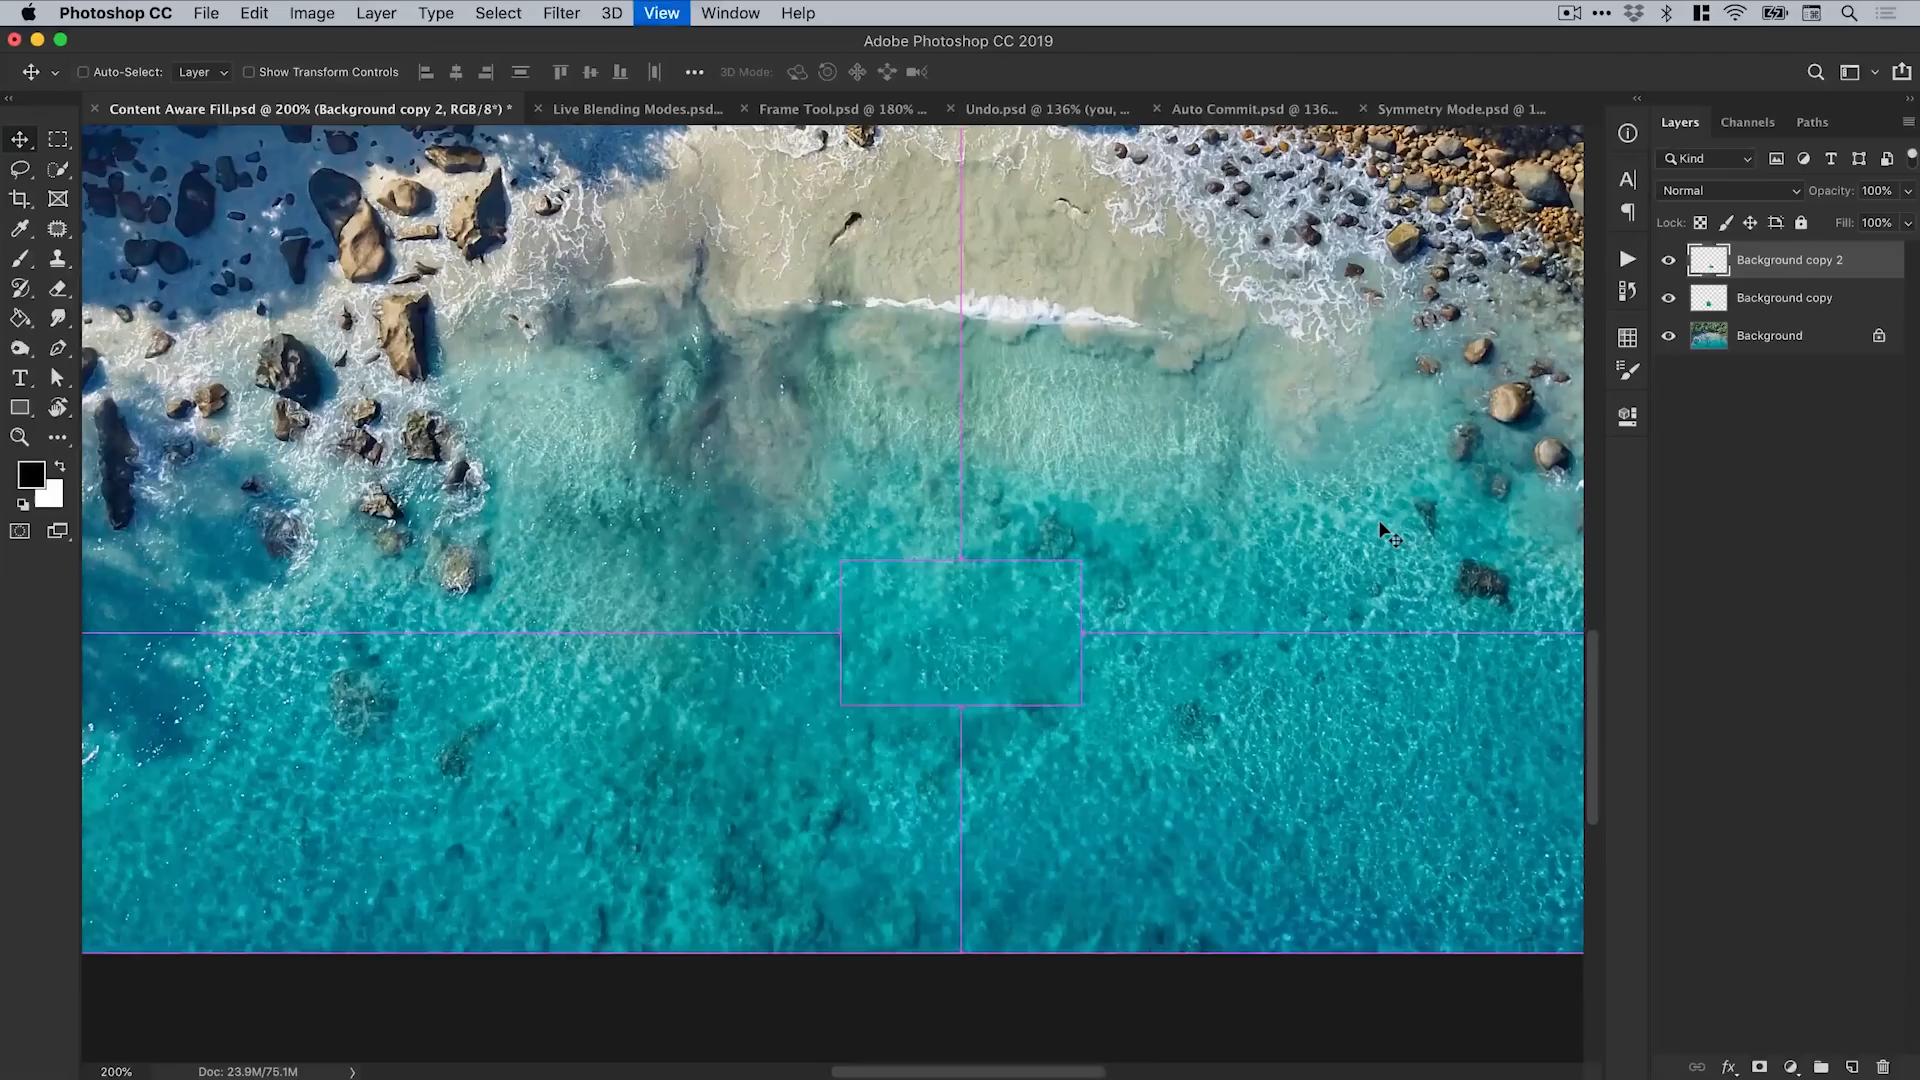 Photoshop CC File Edit Image Layer Type Select Filter 3D View Window Help
Adobe Photoshop CC 2019
Auto-Select: Layer Show Transform Controls 3D Mode:
Content Aware Fill.psd @ 200% (Background copy 2, RGB/8*) * Live Blending Modes.psd... Frame Tool.psd @ 180% ... Undo.psd @ 136% (you, ... Auto Commit.psd @ 136... Symmetry Mode.psd @ 1...
Layers Channels Paths
Kind
Normal Opacity: 100%
Lock: Fill: 100%
Background copy 2
Background copy
Background
200% Doc: 23.9M/75.1M